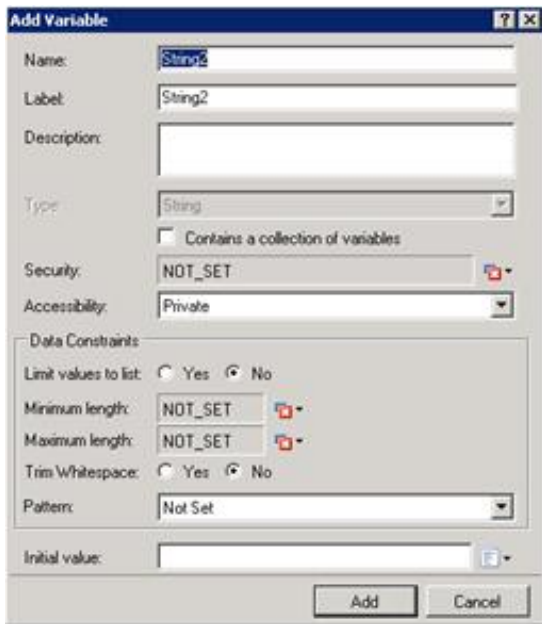 Add Variable
Name: String2
Label: String2
Description:
Type: String
Contains a collection of variables
Security: NOT_SET
Accessibility: Private
Data Constraints
Limit values to list: Yes No
Minimum length: NOT_SET
Maximum length: NOT_SET
Trim Whitespace: Yes No
Pattern: Not Set
Initial value:
Add Cancel